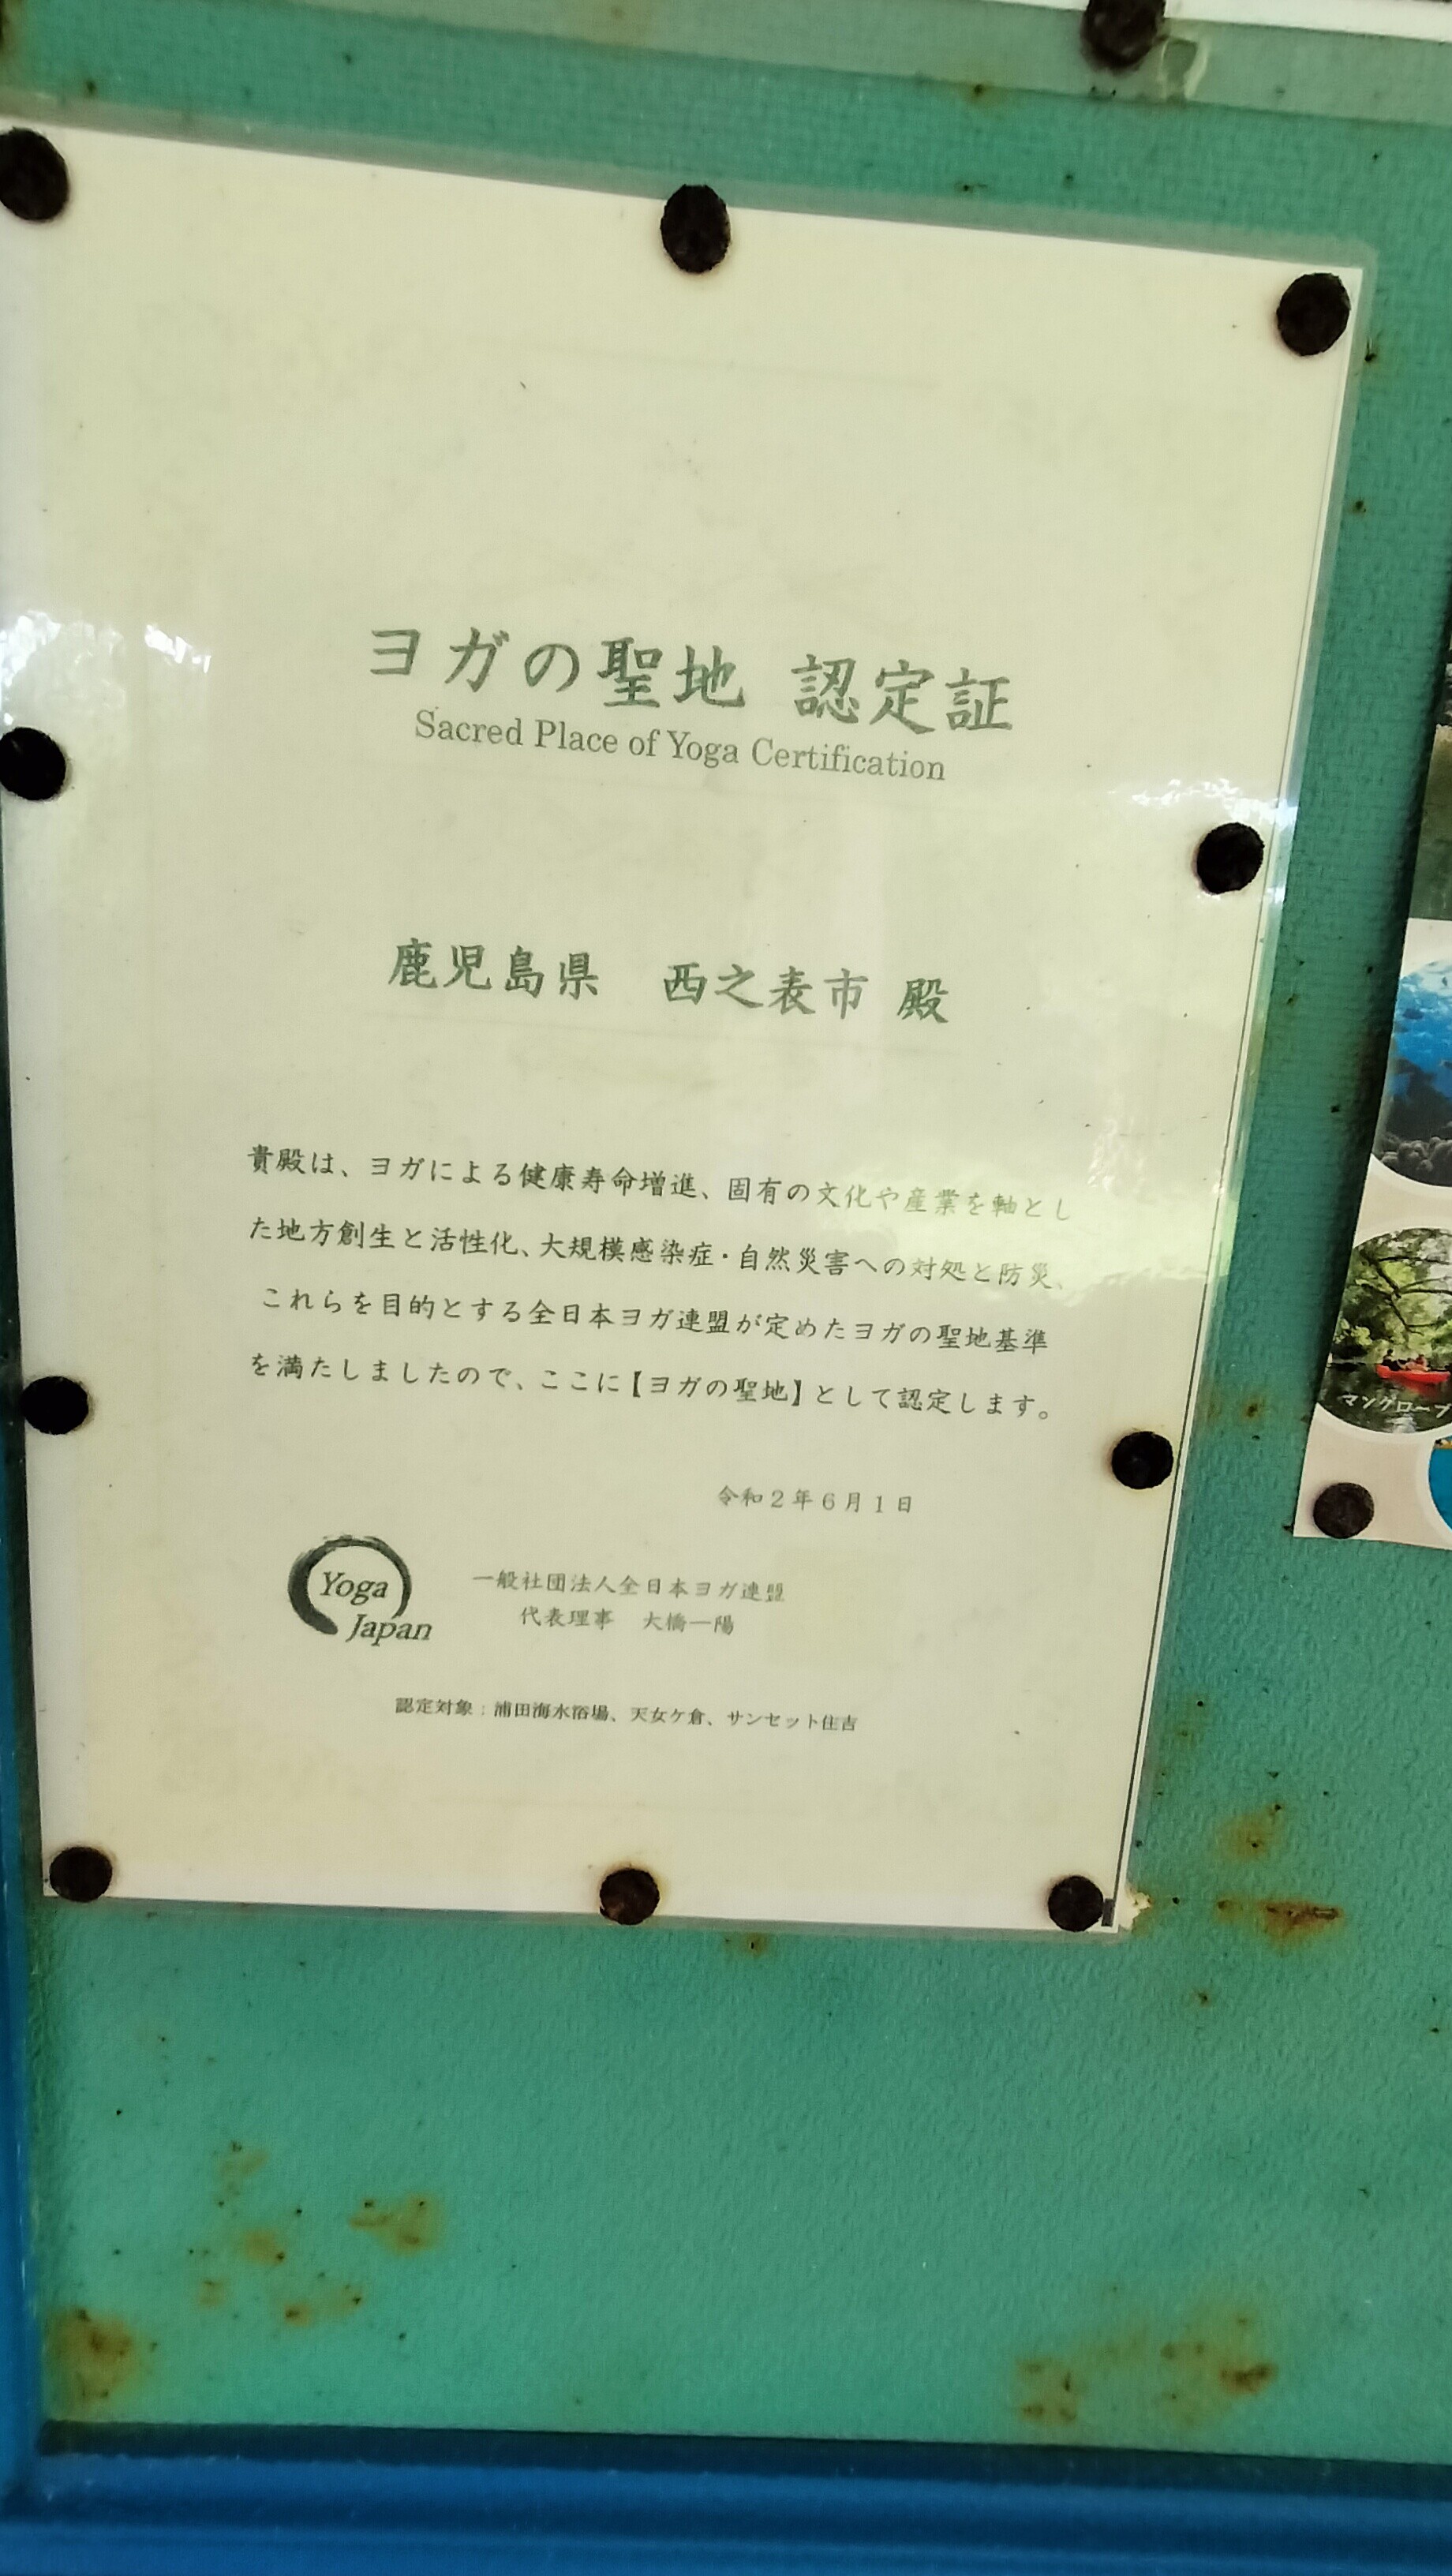 ヨガの聖地 認定証
Sacred Place of Yoga Certification
鹿児島県　西之表市 殿
貴殿は、ヨガによる健康寿命増進、固有の文化や産業を軸とし
た地方創生と活性化、大規模感染症・自然災害への対処と防災、
これらを目的とする全日本ヨガ連盟が定めたヨガの聖地基準
を満たしましたので、ここに【ヨガの聖地】として認定します。
令和2年6月1日
Yoga
Japan
一般社団法人全日本ヨガ連盟
代表理事　大橋一陽
認定対象：浦田海水浴場、天女ケ倉、サンセット住吉
マングローブ